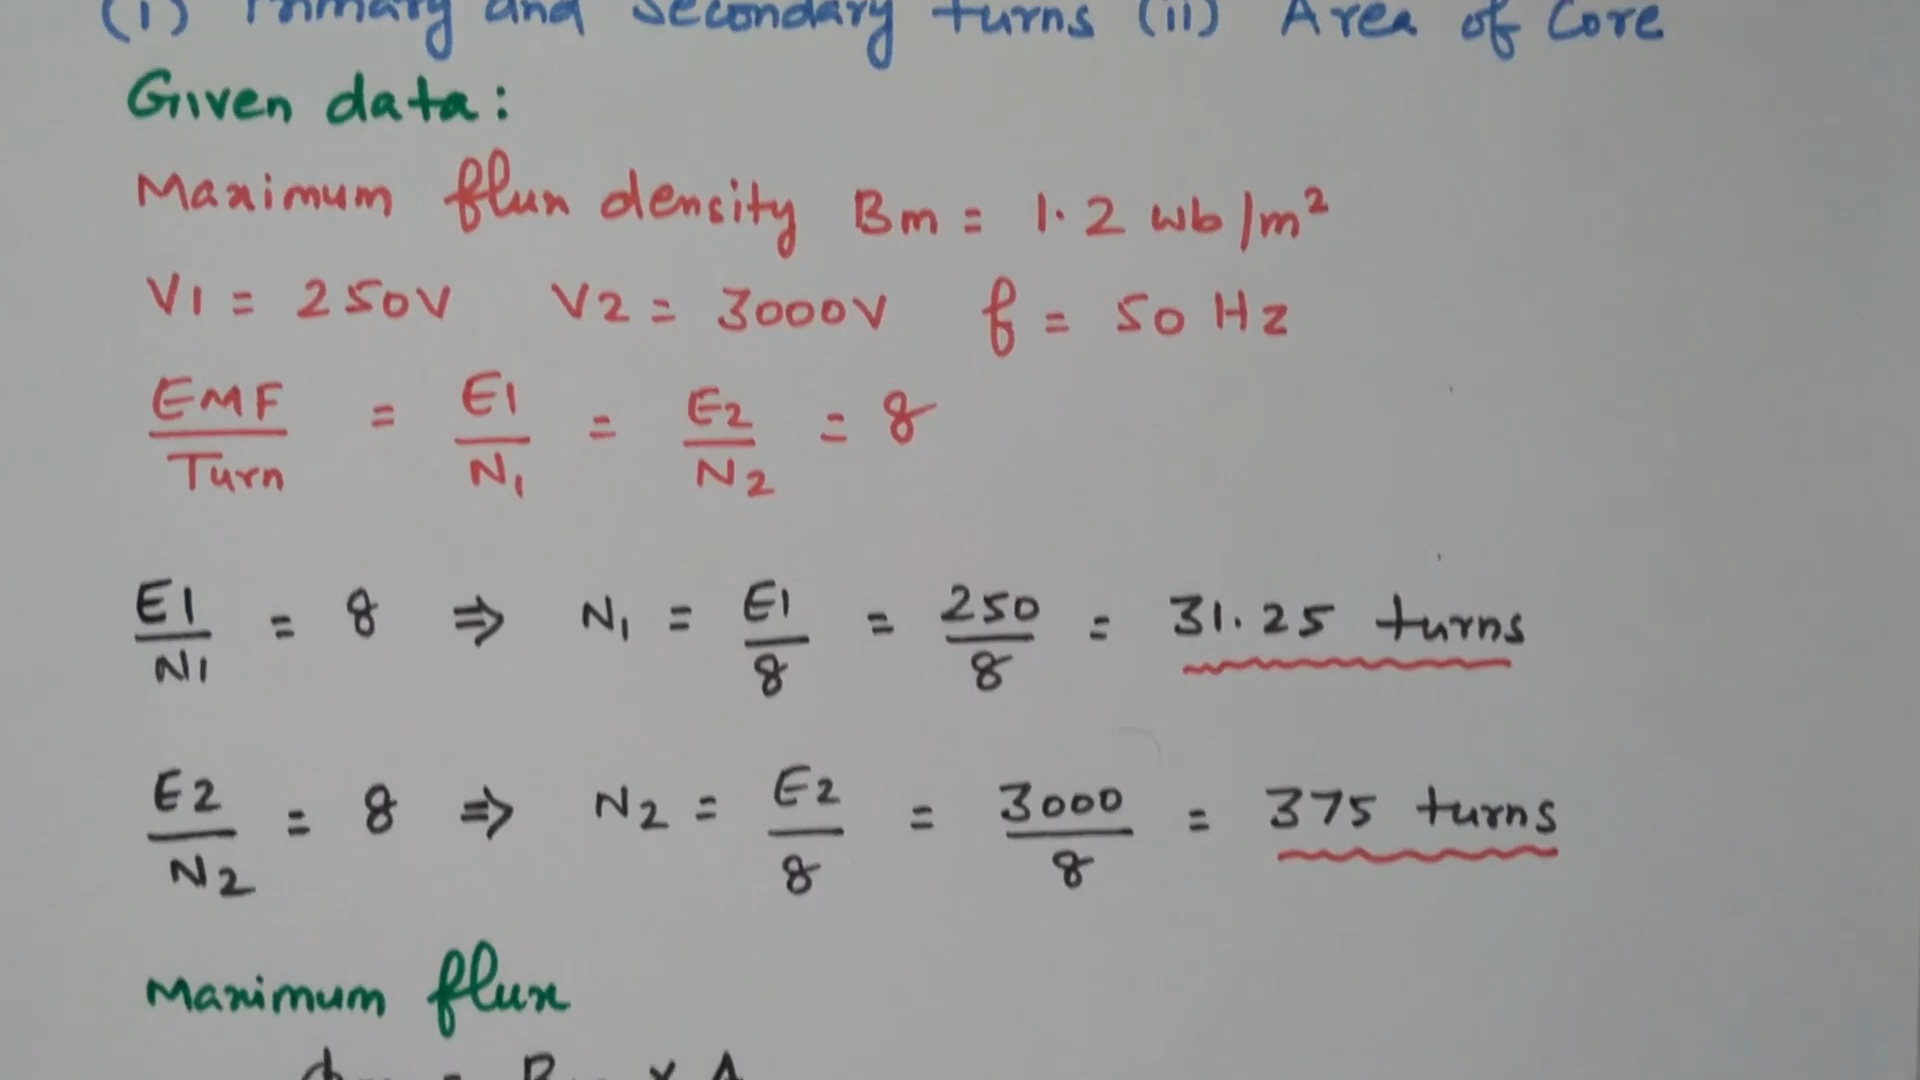 (i) Primary and Secondary turns (ii) Area of Core
Given data:
Maximum flux density Bm = 1.2 wb/m²
V1 = 250V V2 = 3000V f = 50 Hz
EMF/Turn = E1/N1 = E2/N2 = 8
E1/N1 = 8 ⇒ N1 = E1/8 = 250/8 = 31.25 turns
E2/N2 = 8 ⇒ N2 = E2/8 = 3000/8 = 375 turns
Maximum flux